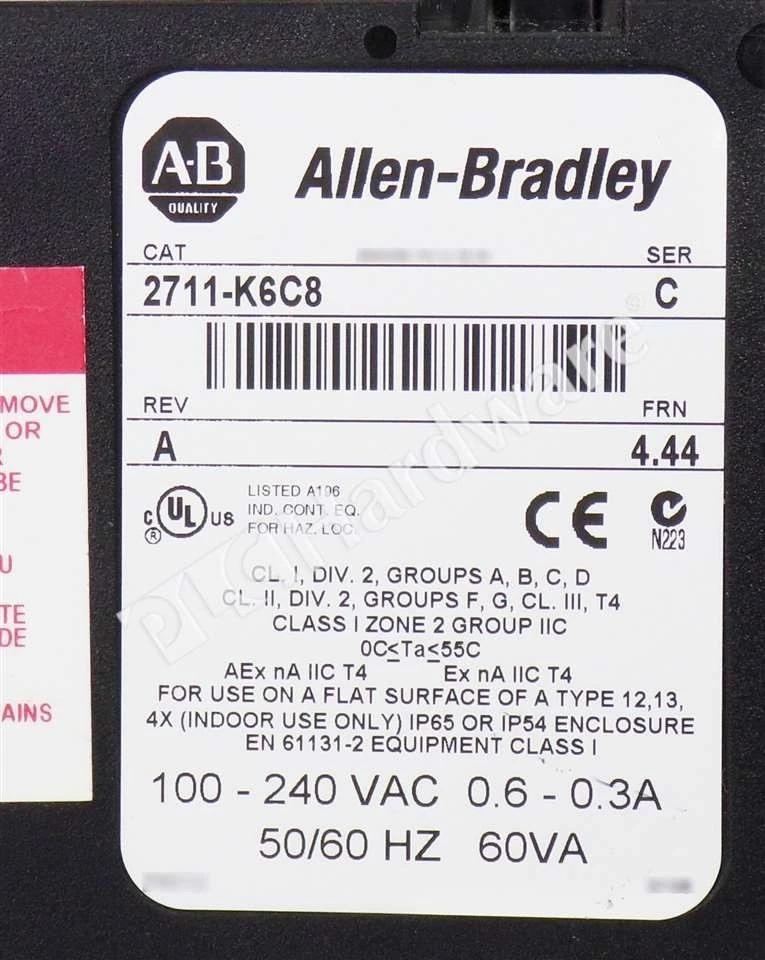 A-B
QUALITY
Allen-Bradley
CAT
SER
2711-K6C8
C
REV
FRN
A
4.44
C UL US
®
LISTED A196
IND. CONT. EQ.
FOR HAZ. LOC.
CE
N223
CL. I, DIV. 2, GROUPS A, B, C, D
CL. II, DIV. 2, GROUPS F, G, CL. III, T4
CLASS I ZONE 2 GROUP IIC
0C≤Ta≤55C
AEx nA IIC T4 Ex nA IIC T4
FOR USE ON A FLAT SURFACE OF A TYPE 12,13,
4X (INDOOR USE ONLY) IP65 OR IP54 ENCLOSURE
EN 61131-2 EQUIPMENT CLASS I
100 - 240 VAC 0.6 - 0.3A
50/60 HZ 60VA
MOVE
OR
BE
U
TE
DE
AINS
PLChardware
®